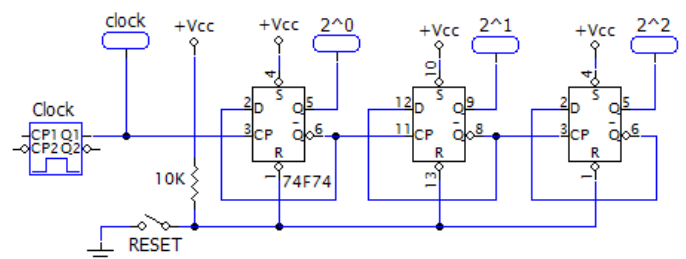 clock
+Vcc
+Vcc
2^0
+Vcc
2^1
+Vcc
2^2
Clock
CP1 Q1
CP2 Q2
4
S
2 D Q 5
3 CP Q̅ 6
R
1
74F74
10
S
12 D Q 9
11 CP Q̅ 8
R
13
4
S
2 D Q 5
3 CP Q̅ 6
R
1
10K
RESET